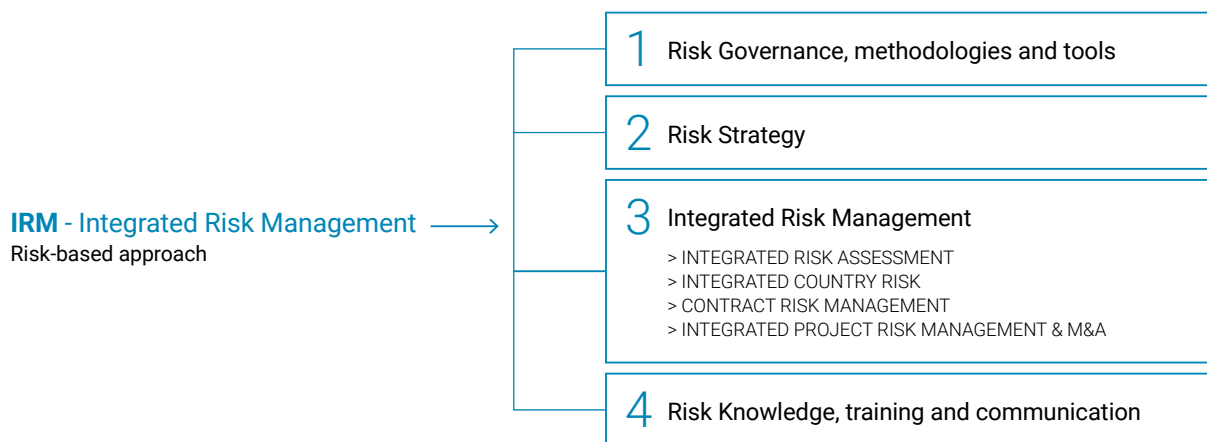 1 Risk Governance, methodologies and tools
2 Risk Strategy
IRM - Integrated Risk Management
Risk-based approach
3 Integrated Risk Management
> INTEGRATED RISK ASSESSMENT
> INTEGRATED COUNTRY RISK
> CONTRACT RISK MANAGEMENT
> INTEGRATED PROJECT RISK MANAGEMENT & M&A
4 Risk Knowledge, training and communication